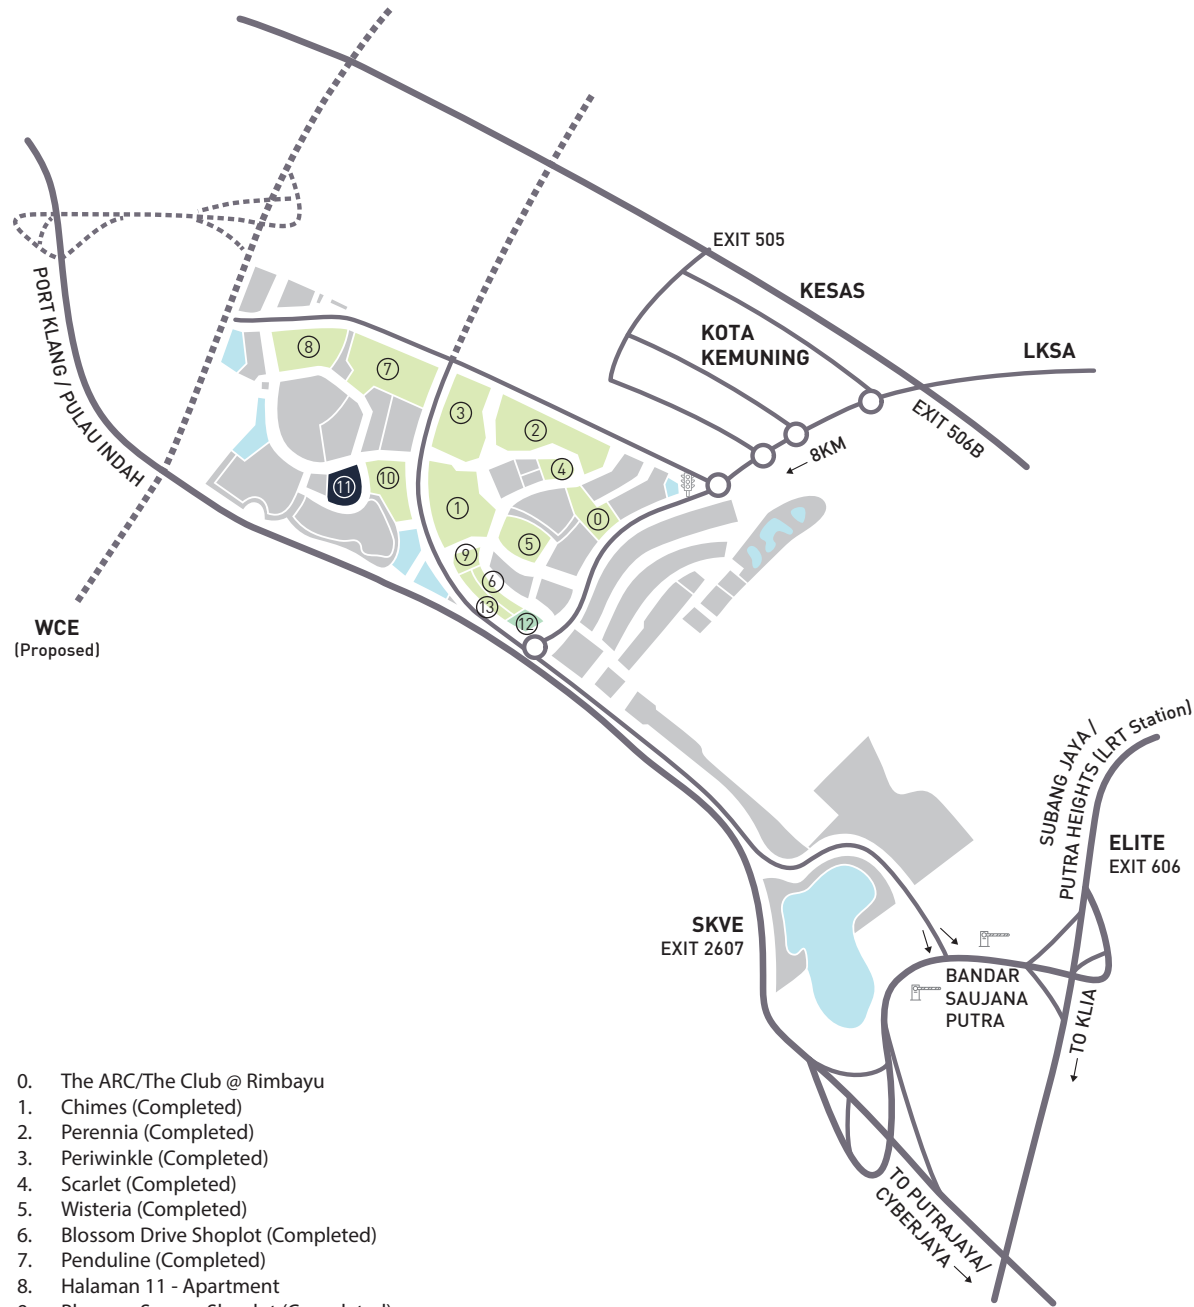 EXIT 505
KESAS
KOTA
KEMUNING
LKSA
EXIT 506B
8KM
PORT KLANG / PULAU INDAH
8
7
3
2
4
10
11
1
0
5
9
6
13
12
WCE
(Proposed)
SUBANG JAYA /
PUTRA HEIGHTS (LRT Station)
ELITE
EXIT 606
SKVE
EXIT 2607
BANDAR
SAUJANA
PUTRA
TO KLIA
TO PUTRAJAYA/
CYBERJAYA
0. The ARC/The Club @ Rimbayu
1. Chimes (Completed)
2. Perennia (Completed)
3. Periwinkle (Completed)
4. Scarlet (Completed)
5. Wisteria (Completed)
6. Blossom Drive Shoplot (Completed)
7. Penduline (Completed)
8. Halaman 11 - Apartment